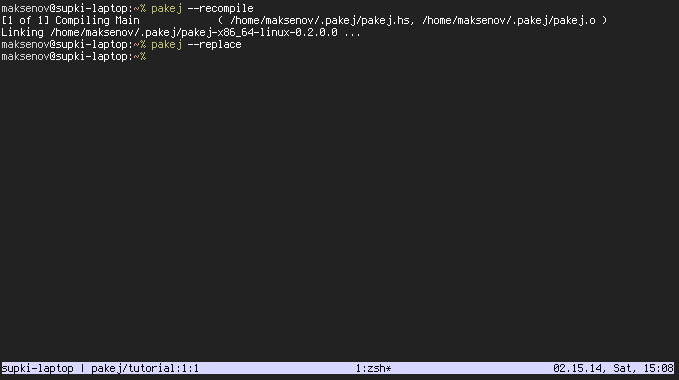 maksenov@supki-laptop:~% pakej --recompile
[1 of 1] Compiling Main             ( /home/maksenov/.pakej/pakej.hs, /home/maksenov/.pakej/pakej.o )
Linking /home/maksenov/.pakej/pakej-x86_64-linux-0.2.0.0 ...
maksenov@supki-laptop:~% pakej --replace
maksenov@supki-laptop:~%
supki-laptop | pakej/tutorial:1:1 1:zsh* 02.15.14, Sat, 15:08